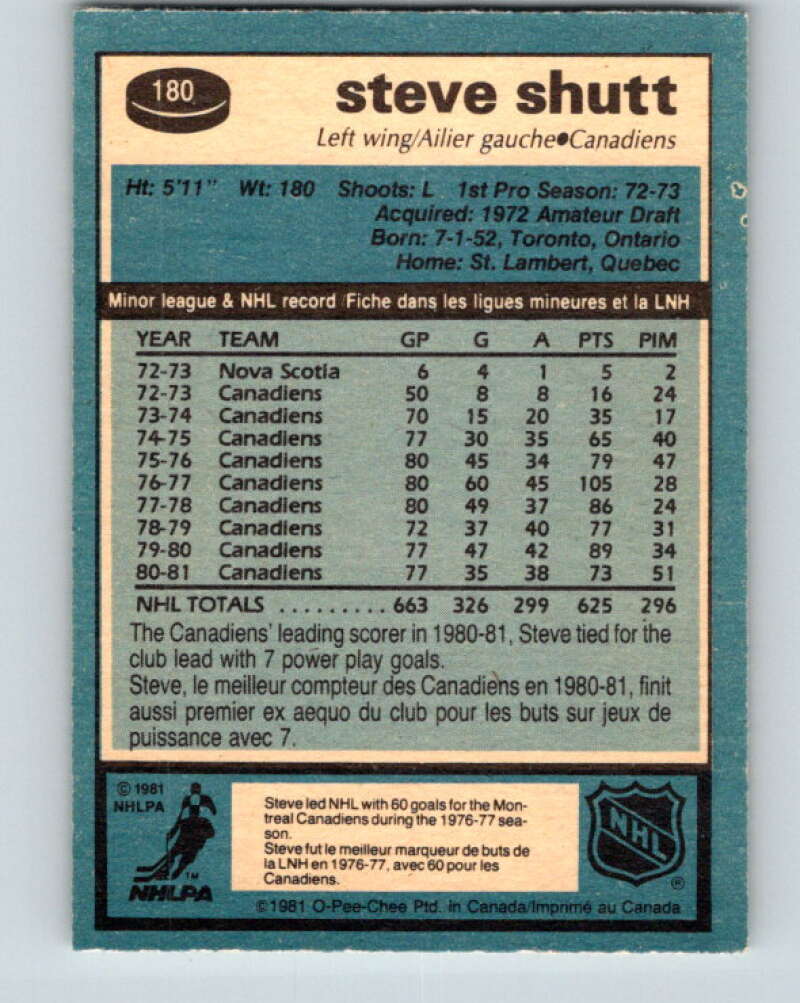 180
steve shutt
Left wing/Ailier gauche●Canadiens
Ht: 5'11" Wt: 180 Shoots: L 1st Pro Season: 72-73
Acquired: 1972 Amateur Draft
Born: 7-1-52, Toronto, Ontario
Home: St. Lambert, Quebec
Minor league & NHL record/Fiche dans les ligues mineures et la LNH
YEAR TEAM GP G A PTS PIM
72-73 Nova Scotia 6 4 1 5 2
72-73 Canadiens 50 8 8 16 24
73-74 Canadiens 70 15 20 35 17
74-75 Canadiens 77 30 35 65 40
75-76 Canadiens 80 45 34 79 47
76-77 Canadiens 80 60 45 105 28
77-78 Canadiens 80 49 37 86 24
78-79 Canadiens 72 37 40 77 31
79-80 Canadiens 77 47 42 89 34
80-81 Canadiens 77 35 38 73 51
NHL TOTALS .......... 663 326 299 625 296
The Canadiens' leading scorer in 1980-81, Steve tied for the
club lead with 7 power play goals.
Steve, le meilleur compteur des Canadiens en 1980-81, finit
aussi premier ex aequo du club pour les buts sur jeux de
puissance avec 7.
© 1981
NHLPA
TM
NHLPA
Steve led NHL with 60 goals for the Mon-
treal Canadiens during the 1976-77 sea-
son.
Steve fut le meilleur marqueur de buts de
la LNH en 1976-77, avec 60 pour les
Canadiens.
NHL
®
©1981 O-Pee-Chee Ptd. in Canada/Imprimé au Canada